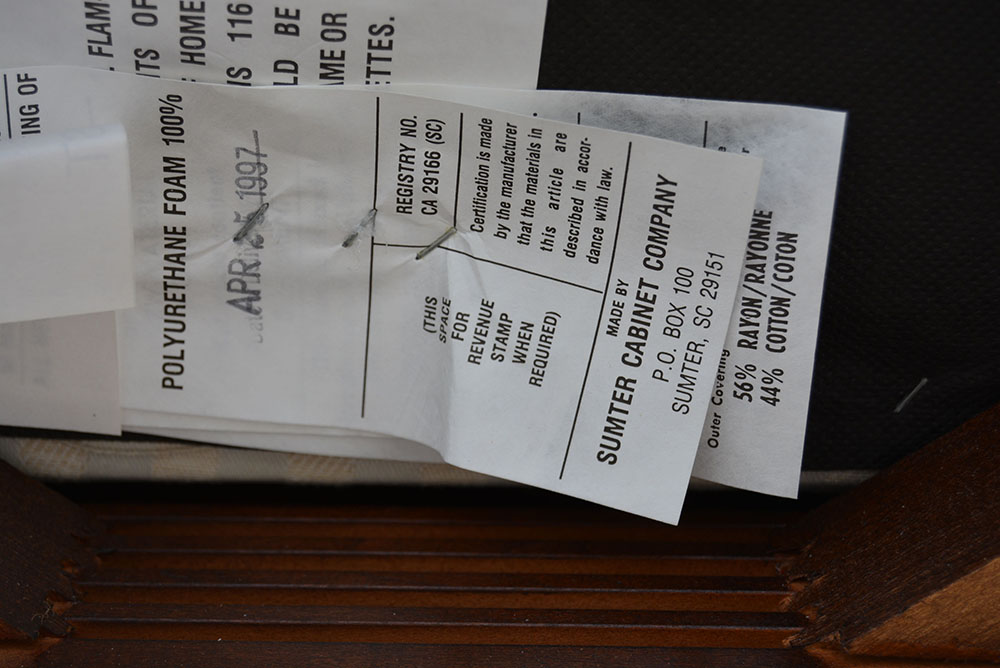 FLAM-
TS OF
HOME
S 116
LD BE
AME OR
ETTES.
ING OF
POLYURETHANE FOAM 100%
APR 25 1997
REGISTRY NO.
CA 29166 (SC)
Certification is made
by the manufacturer
that the materials in
this article are
described in accor-
dance with law.
(THIS
SPACE
FOR
REVENUE
STAMP
WHEN
REQUIRED)
MADE BY
SUMTER CABINET COMPANY
P.O. BOX 100
SUMTER, SC 29151
Outer Covering
56% RAYON/RAYONNE
44% COTTON/COTON